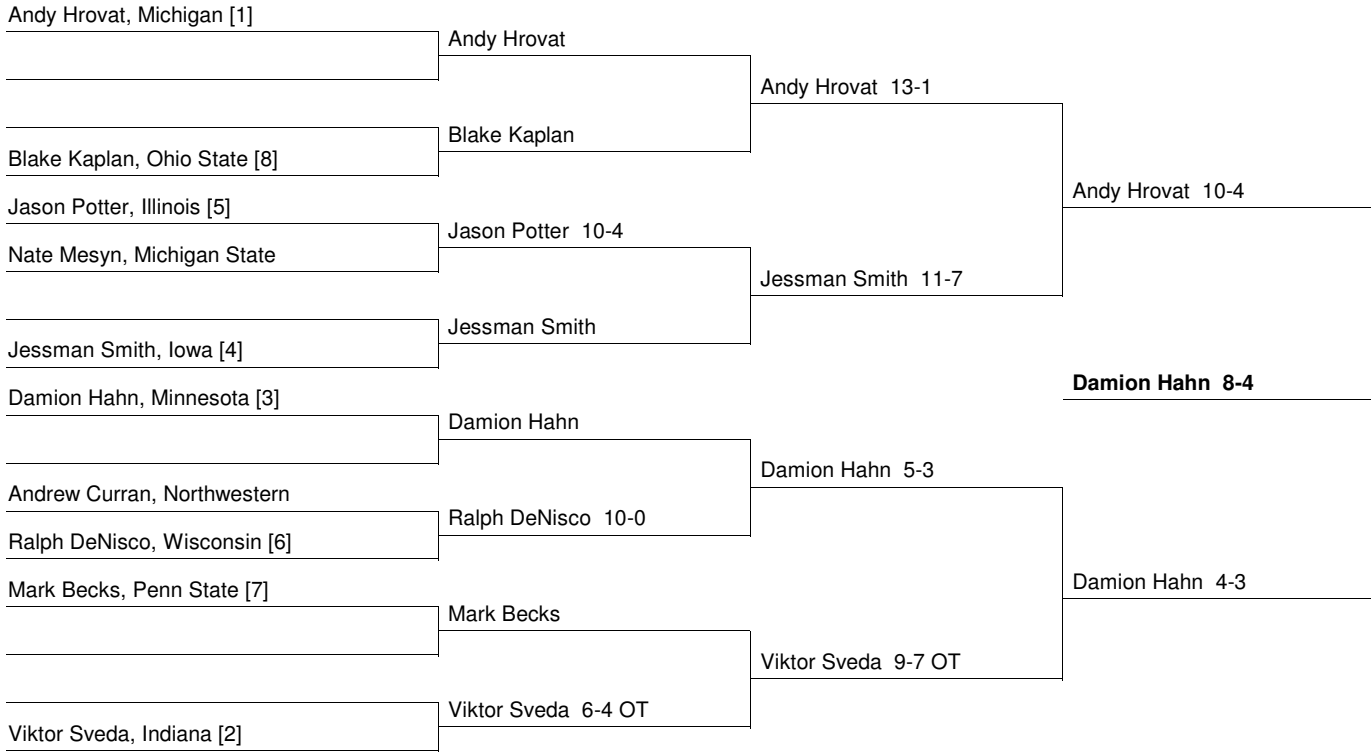 Andy Hrovat, Michigan [1]
Blake Kaplan, Ohio State [8]
Jason Potter, Illinois [5]
Nate Mesyn, Michigan State
Jessman Smith, Iowa [4]
Damion Hahn, Minnesota [3]
Andrew Curran, Northwestern
Ralph DeNisco, Wisconsin [6]
Mark Becks, Penn State [7]
Viktor Sveda, Indiana [2]
Andy Hrovat
Blake Kaplan
Jason Potter 10-4
Jessman Smith
Damion Hahn
Ralph DeNisco 10-0
Mark Becks
Viktor Sveda 6-4 OT
Andy Hrovat 13-1
Jessman Smith 11-7
Damion Hahn 5-3
Viktor Sveda 9-7 OT
Andy Hrovat 10-4
Damion Hahn 8-4
Damion Hahn 4-3